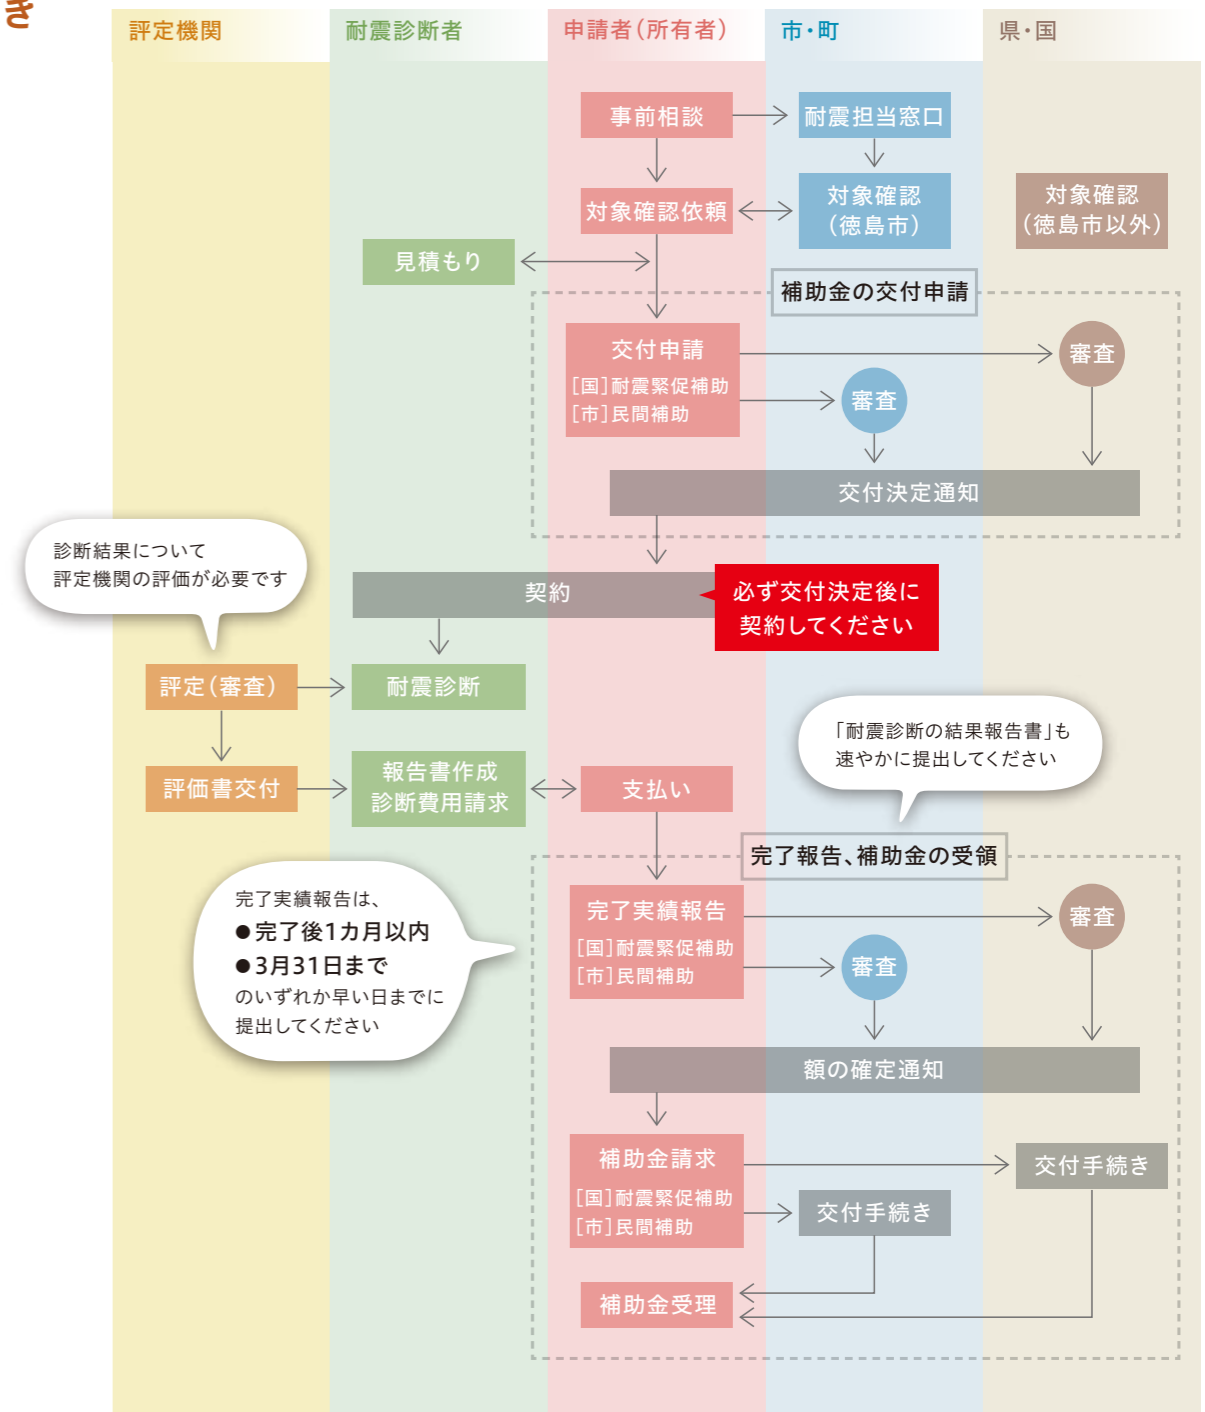 き
評定機関
耐震診断者
申請者（所有者）
市・町
県・国
事前相談
耐震担当窓口
対象確認依頼
対象確認
（徳島市）
対象確認
（徳島市以外）
見積もり
補助金の交付申請
交付申請
［国］耐震緊促補助
［市］民間補助
審査
審査
交付決定通知
診断結果について
評定機関の評価が必要です
契約
必ず交付決定後に
契約してください
評定（審査）
耐震診断
「耐震診断の結果報告書」も
速やかに提出してください
評価書交付
報告書作成
診断費用請求
支払い
完了報告、補助金の受領
完了実績報告は、
●完了後1カ月以内
●3月31日まで
のいずれか早い日までに
提出してください
完了実績報告
［国］耐震緊促補助
［市］民間補助
審査
審査
額の確定通知
補助金請求
［国］耐震緊促補助
［市］民間補助
交付手続き
交付手続き
補助金受理